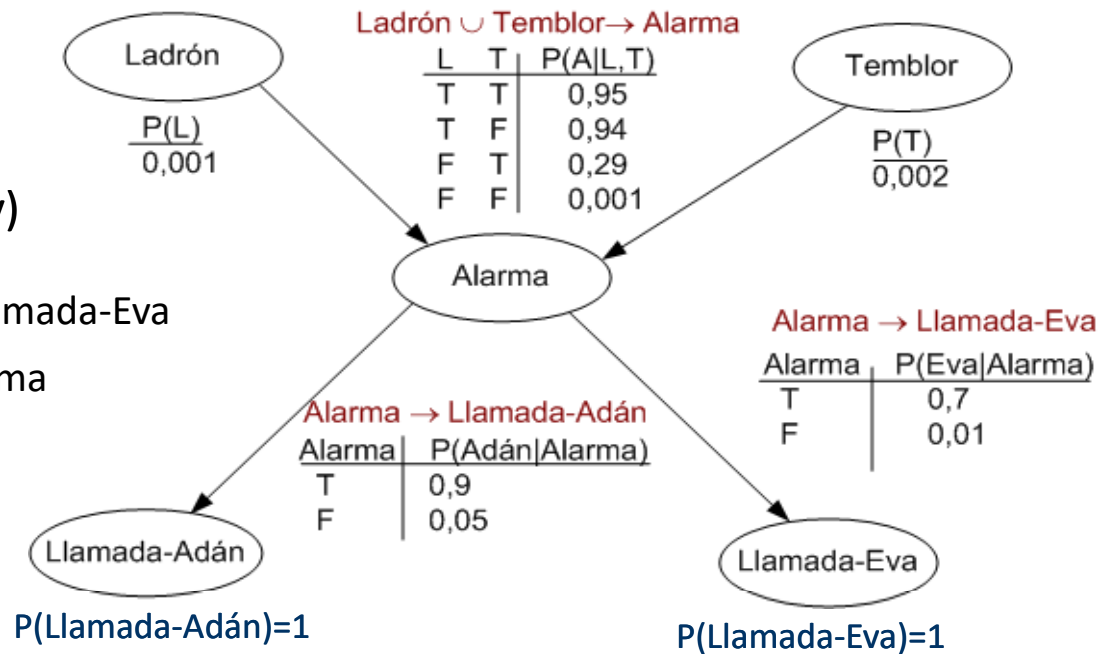 Ladrón ∪ Temblor→ Alarma
L T P(A|L,T)
T T 0,95
T F 0,94
F T 0,29
F F 0,001
Ladrón
P(L)
0,001
Temblor
P(T)
0,002
y)
Alarma
mada-Eva
ma
Alarma → Llamada-Eva
Alarma P(Eva|Alarma)
T 0,7
F 0,01
Alarma → Llamada-Adán
Alarma P(Adán|Alarma)
T 0,9
F 0,05
Llamada-Adán
P(Llamada-Adán)=1
Llamada-Eva
P(Llamada-Eva)=1